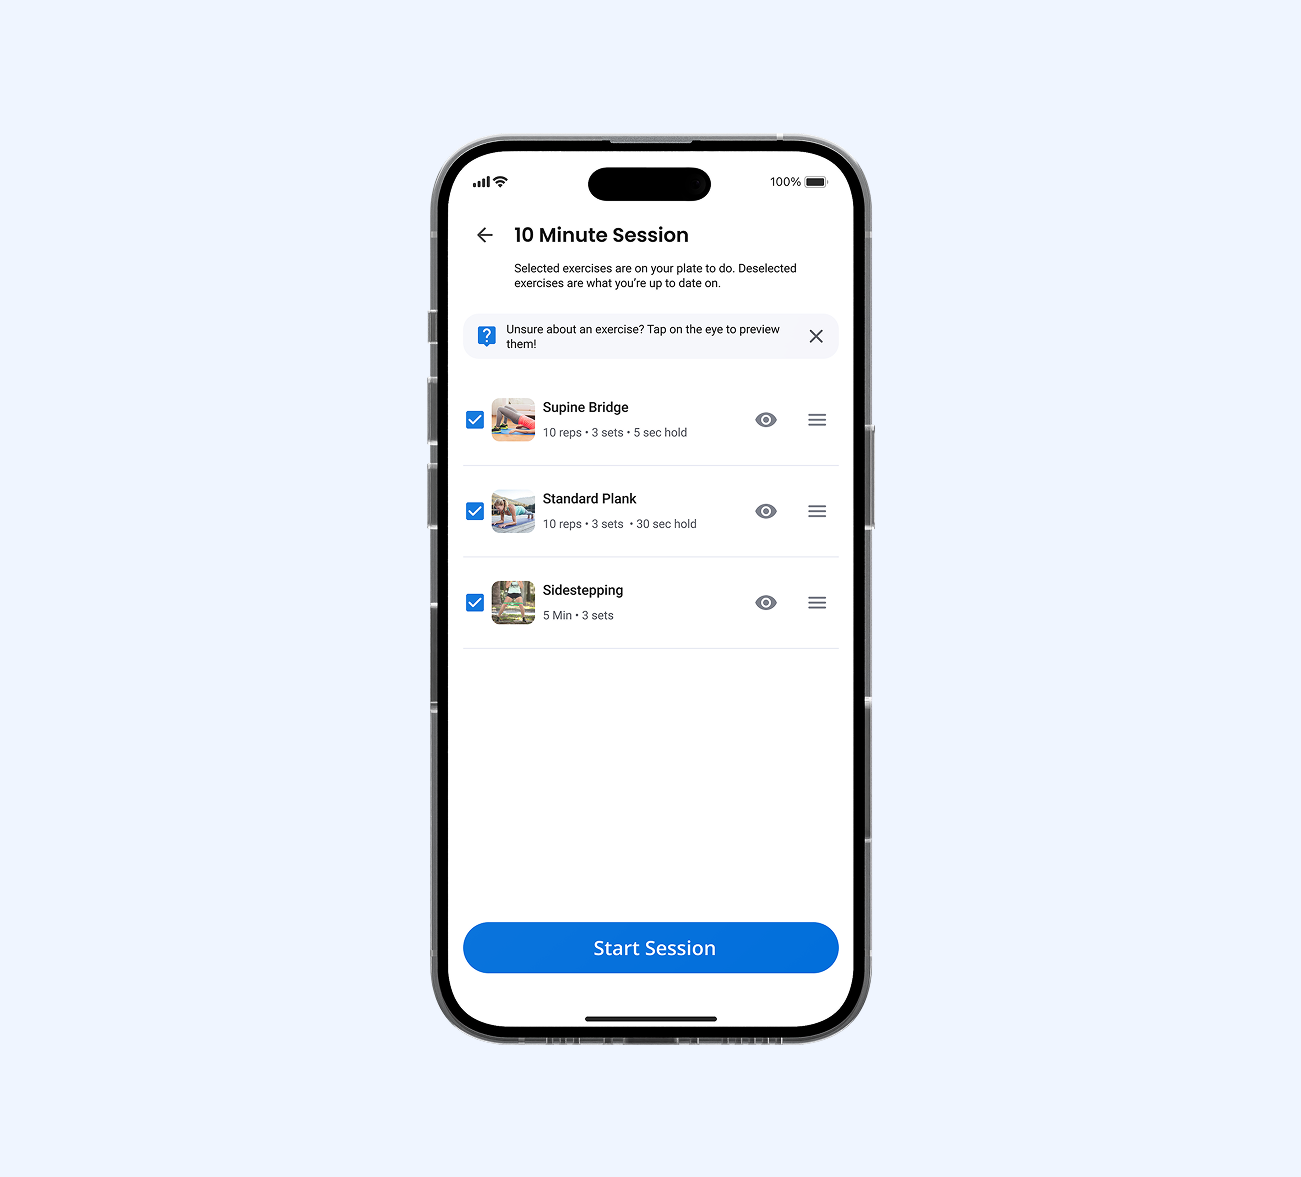 100%
10 Minute Session
Selected exercises are on your plate to do. Deselected
exercises are what you’re up to date on.
Unsure about an exercise? Tap on the eye to preview
them!
Supine Bridge
10 reps • 3 sets • 5 sec hold
Standard Plank
10 reps • 3 sets • 30 sec hold
Sidestepping
5 Min • 3 sets
Start Session